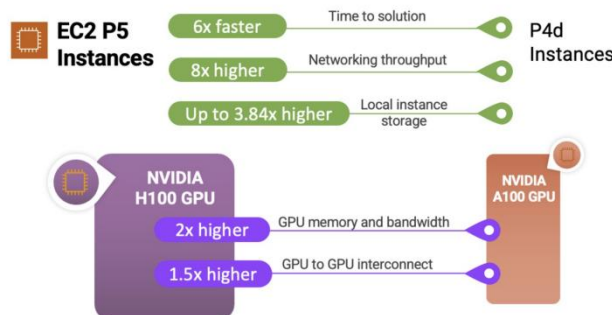 EC2 P5
Instances
6x faster
Time to solution
P4d
Instances
8x higher
Networking throughput
Up to 3.84x higher
Local instance
storage
NVIDIA
H100 GPU
NVIDIA
A100 GPU
2x higher
GPU memory and bandwidth
1.5x higher
GPU to GPU interconnect